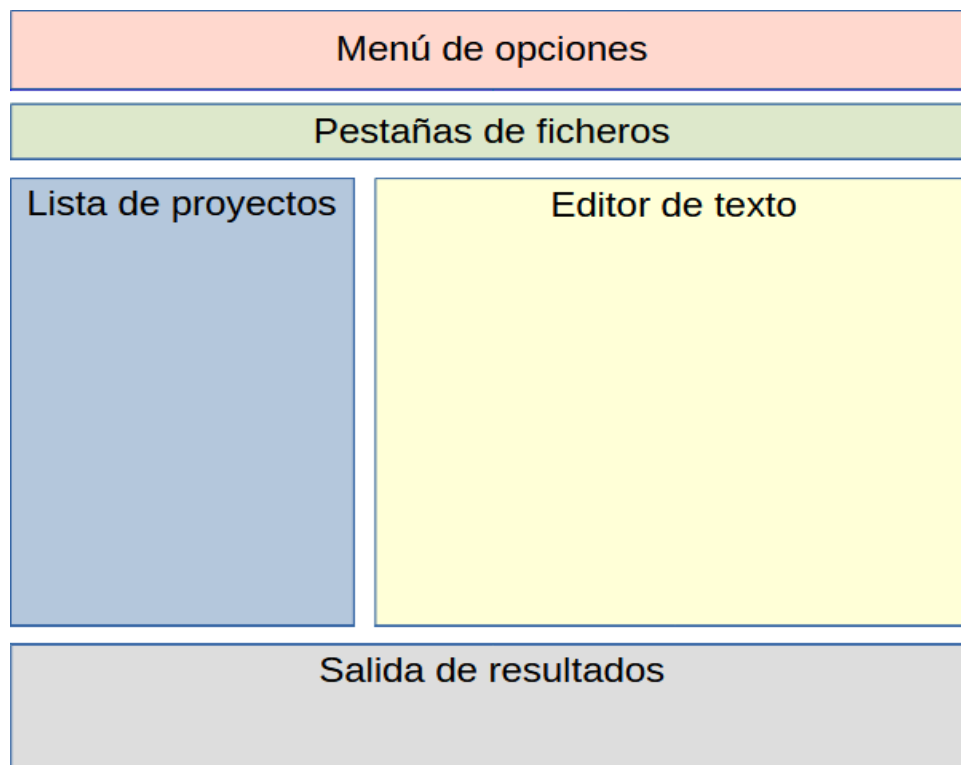 Menú de opciones
Pestañas de ficheros
Lista de proyectos
Editor de texto
Salida de resultados